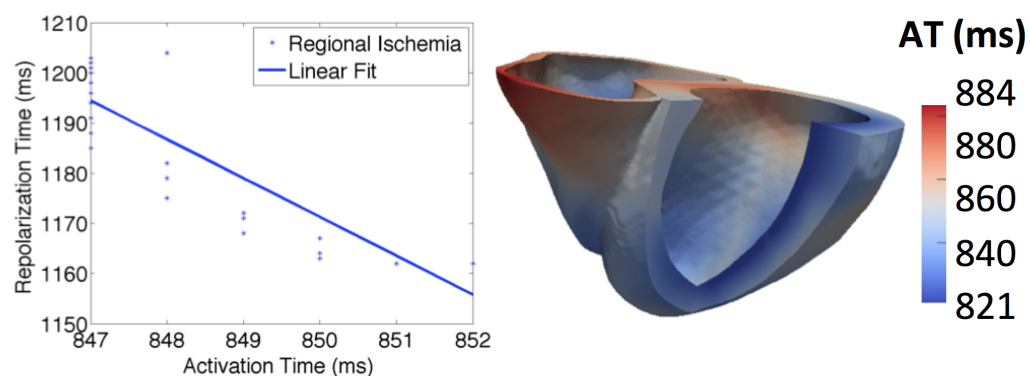 1210
1200
1190
1180
1170
1160
1150
Repolarization Time (ms)
847 848 849 850 851 852
Activation Time (ms)
Regional Ischemia
Linear Fit
AT (ms)
884
880
860
840
821